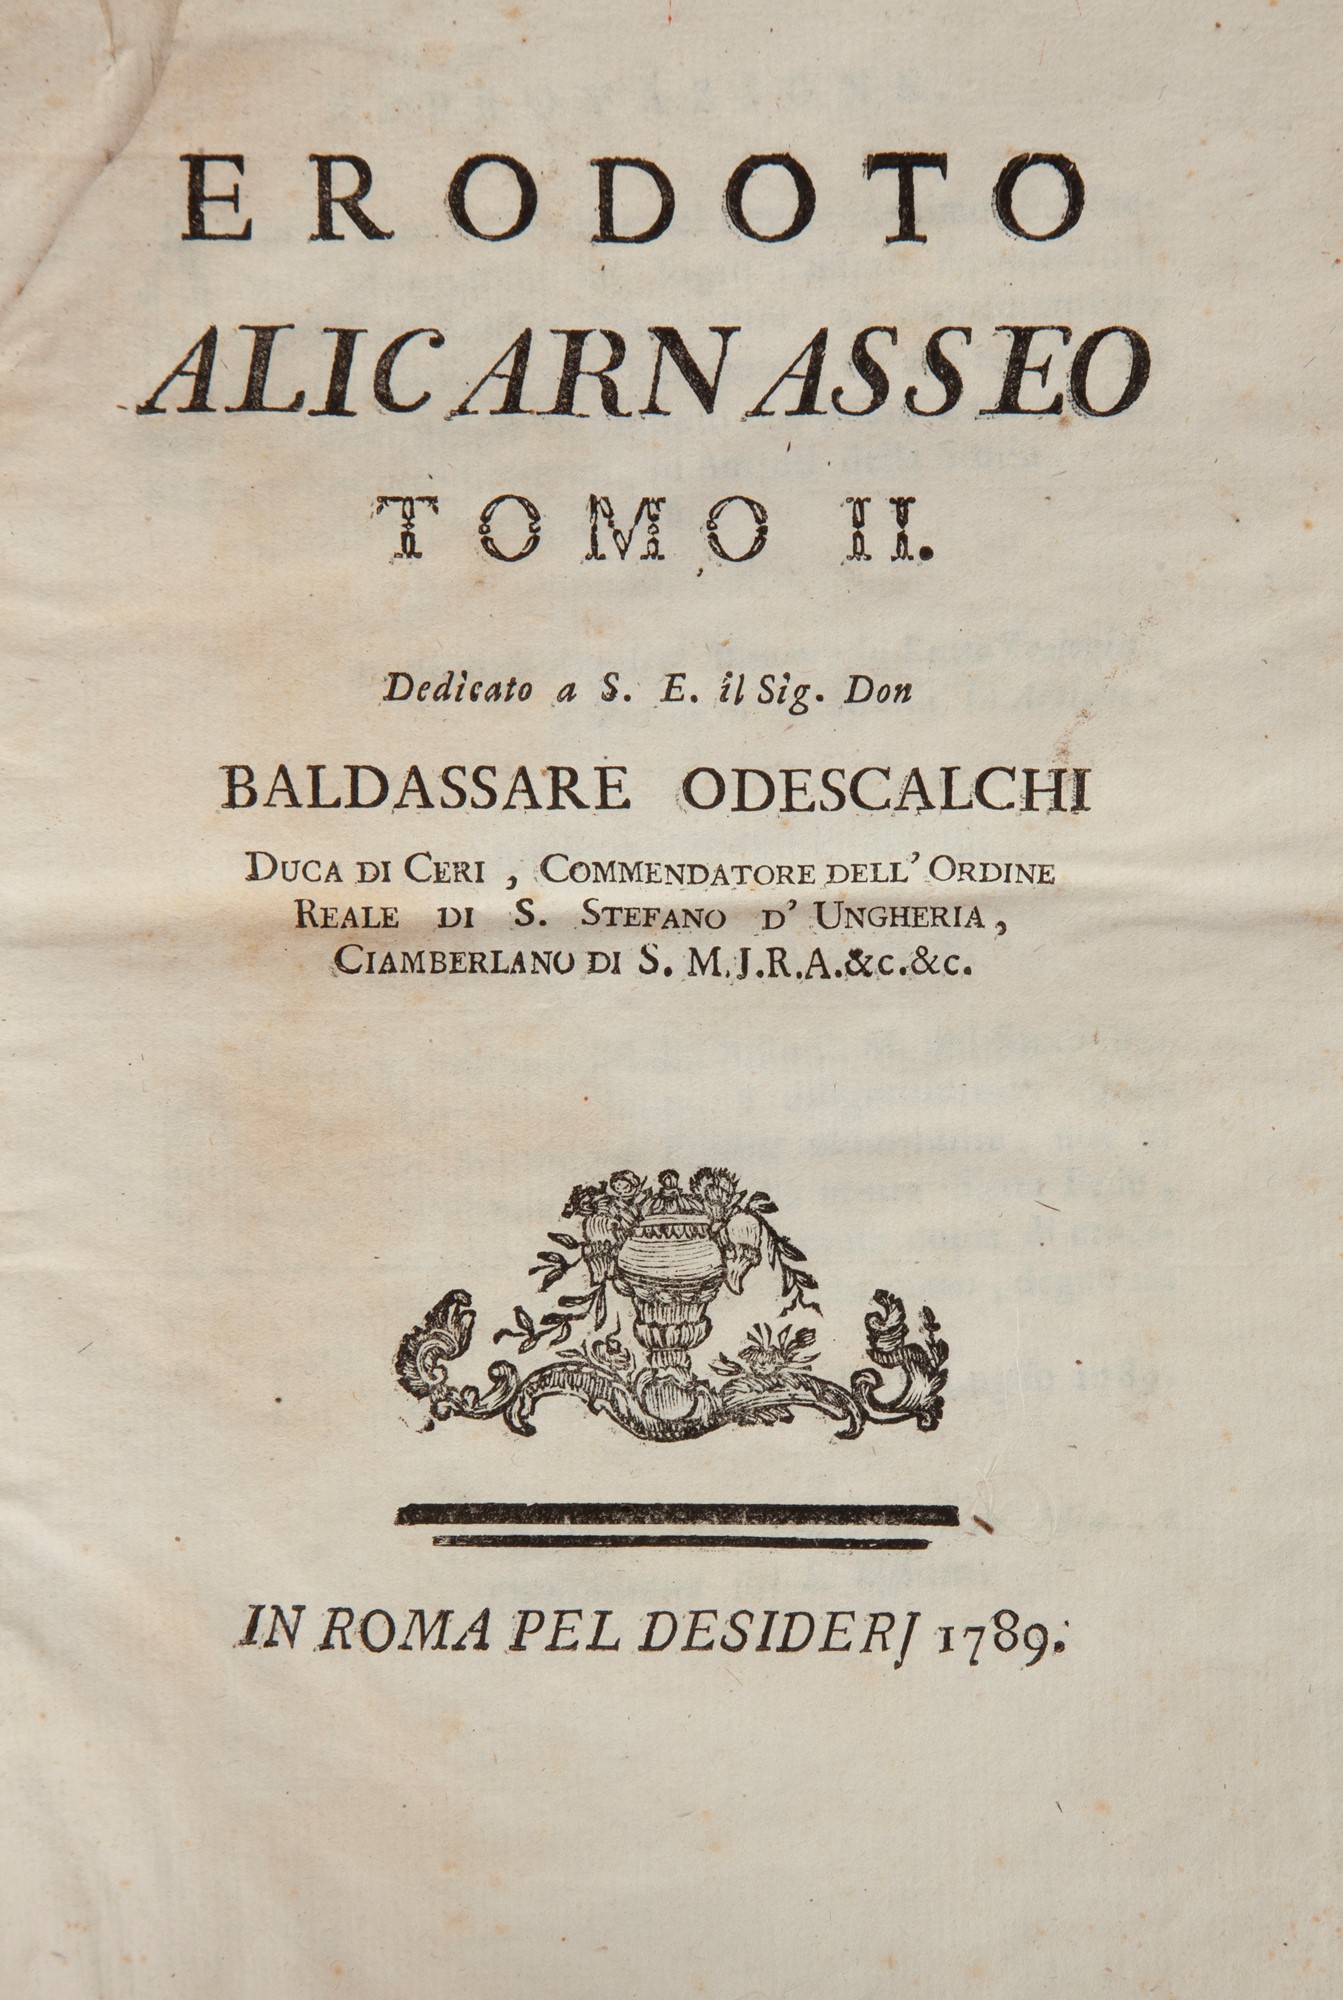 ERODOTO
ALICARNASSEO
TOMO II.
Dedicato a S. E. il Sig. Don
BALDASSARE ODESCALCHI
DUCA DI CERI , COMMENDATORE DELL' ORDINE
REALE DI S. STEFANO D' UNGHERIA ,
CIAMBERLANO DI S. M. J. R. A. &c. &c.
IN ROMA PEL DESIDERJ 1789.